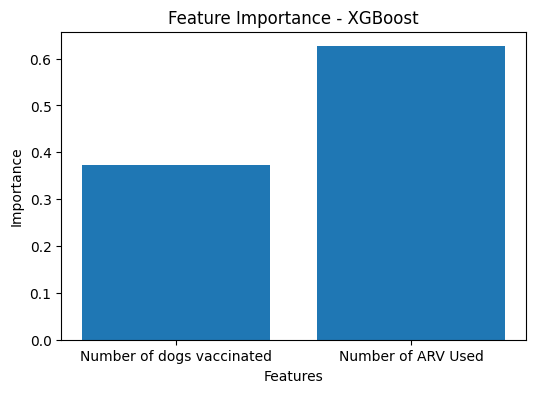 Feature Importance - XGBoost
Importance
0.6
0.5
0.4
0.3
0.2
0.1
0.0
Number of dogs vaccinated
Number of ARV Used
Features